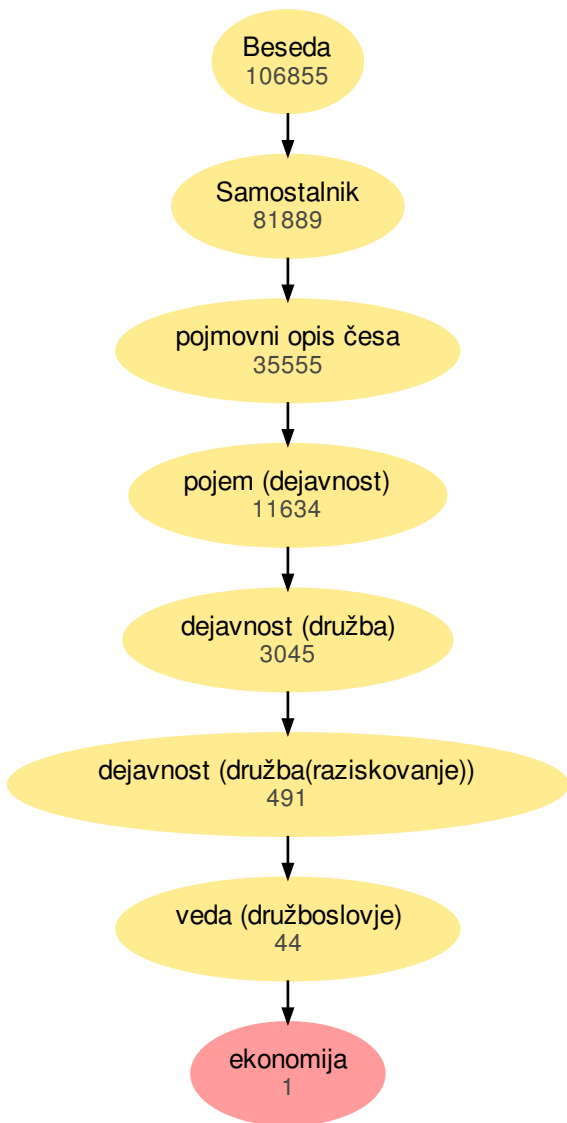 Beseda
106855
Samostalnik
81889
pojmovni opis česa
35555
pojem (dejavnost)
11634
dejavnost (družba)
3045
dejavnost (družba(raziskovanje))
491
veda (družboslovje)
44
ekonomija
1